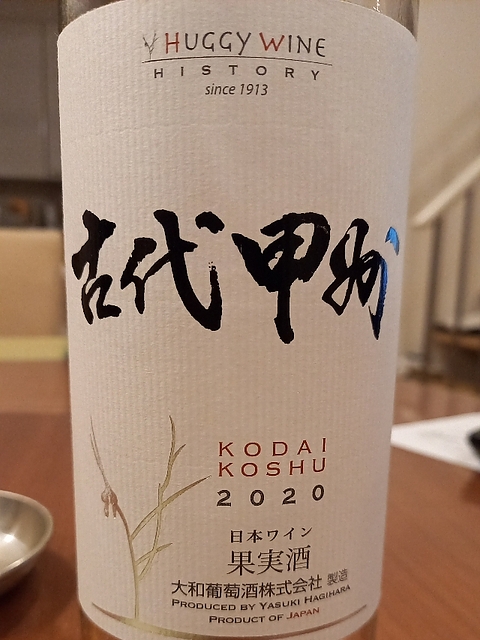 HUGGY WINE
HISTORY
since 1913
古代甲州
KODAI
KOSHU
2020
日本ワイン
果実酒
大和葡萄酒株式会社 製造
PRODUCED BY YASUKI HAGIHARA
PRODUCT OF JAPAN